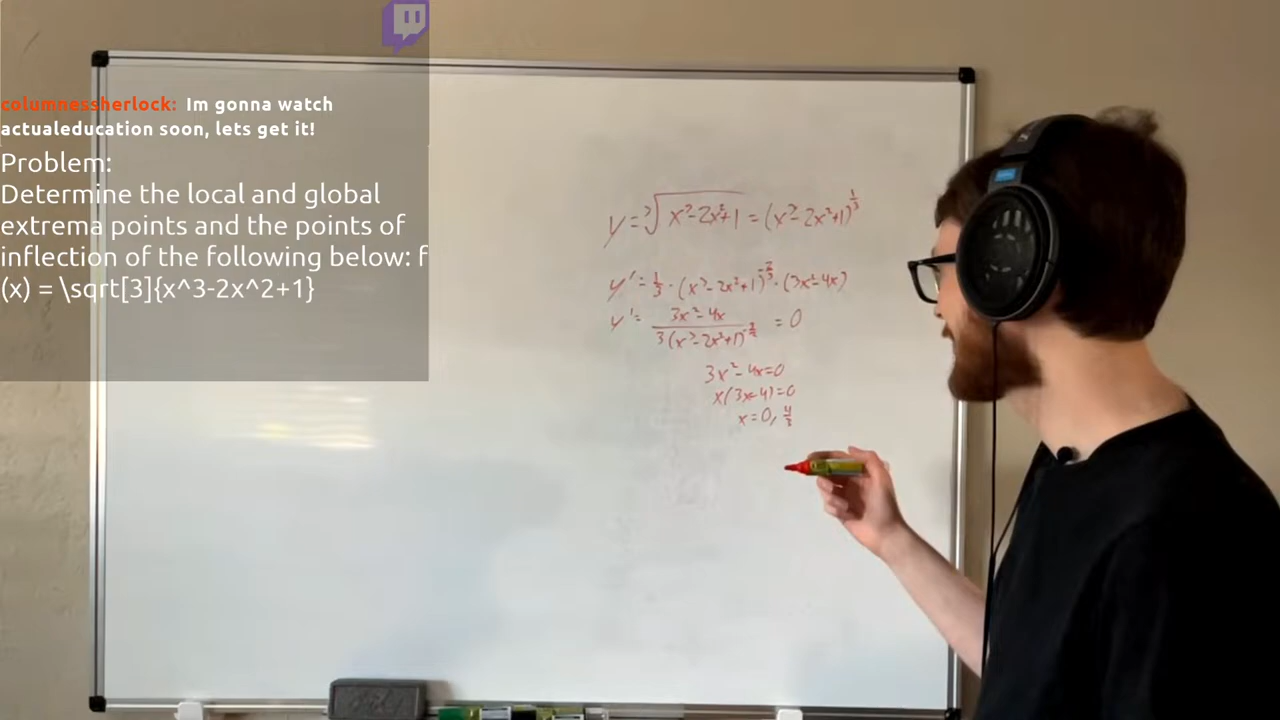 columnessherlock: Im gonna watch
actualeducation soon, lets get it!
Problem:
Determine the local and global
extrema points and the points of
inflection of the following below: f
(x) = \sqrt[3]{x^3-2x^2+1}
y = ∛(x³-2x²+1) = (x³-2x²+1)^(1/3)
y' = 1/3 · (x³-2x²+1)^(-2/3) · (3x²-4x)
y' = (3x²-4x)/(3(x³-2x²+1)^(-2/3)) = 0
3x²-4x=0
x(3x-4)=0
x=0, 4/3